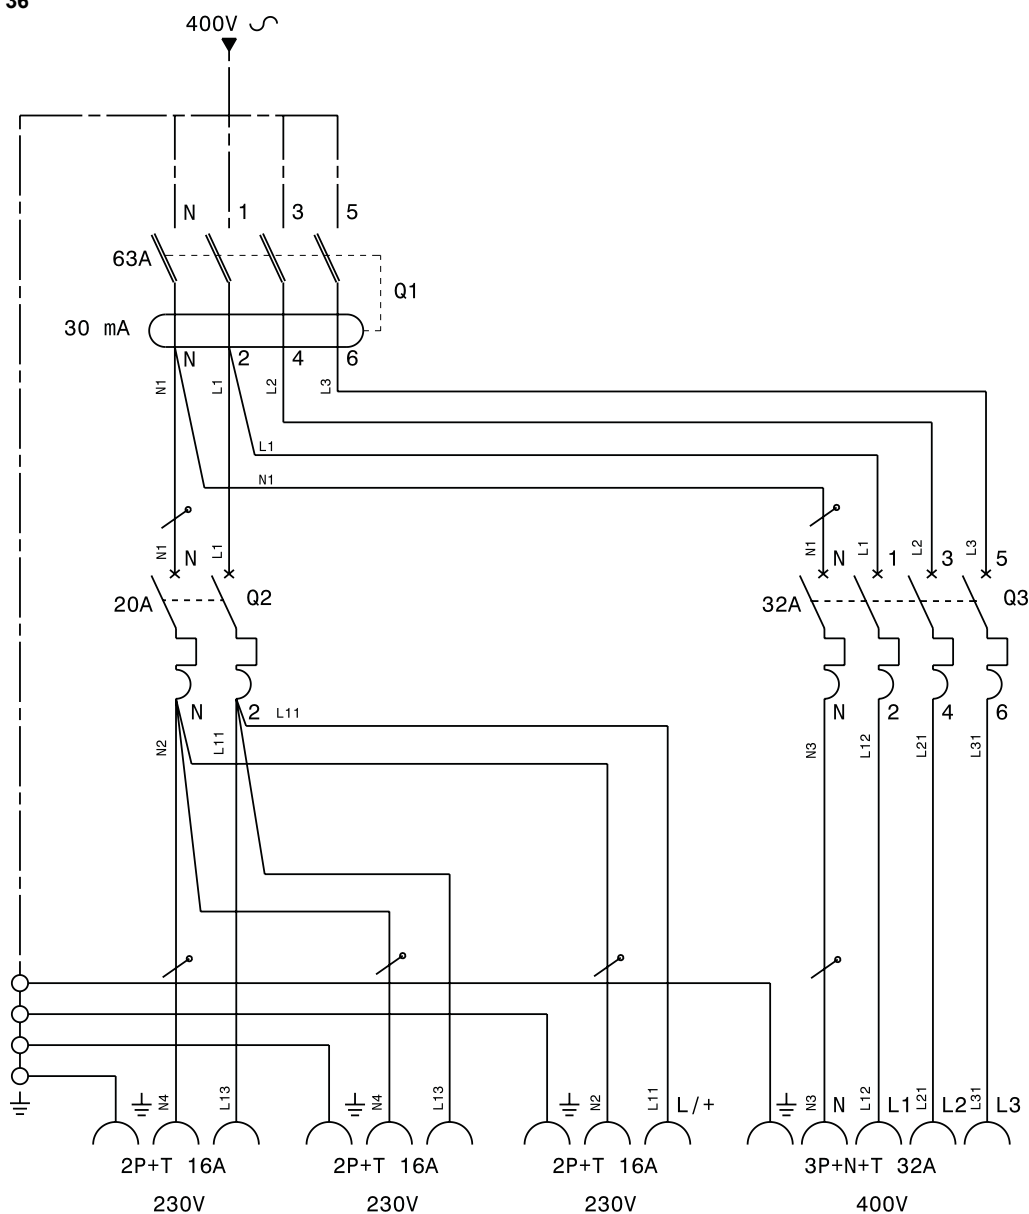 36
400V
N 1 3 5
63A
Q1
30 mA
N 2 4 6
N1 L1 L2 L3
L1
N1
N1 N L1
N1 N L1 1 L2 3 L3 5
20A Q2
32A Q3
N 2 L11
N 2 4 6
N2 L11
N3 L12 L21 L31
N4 L13 N4 L13 N2 L11 L/+ N3 N L12 L1 L21 L2 L31 L3
2P+T 16A 2P+T 16A 2P+T 16A 3P+N+T 32A
230V 230V 230V 400V